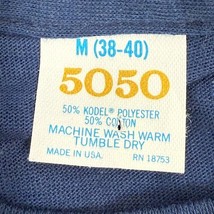 M (38-40)
5050
50% KODEL® POLYESTER
50% COTTON
MACHINE WASH WARM
TUMBLE DRY
MADE IN USA. RN 18753